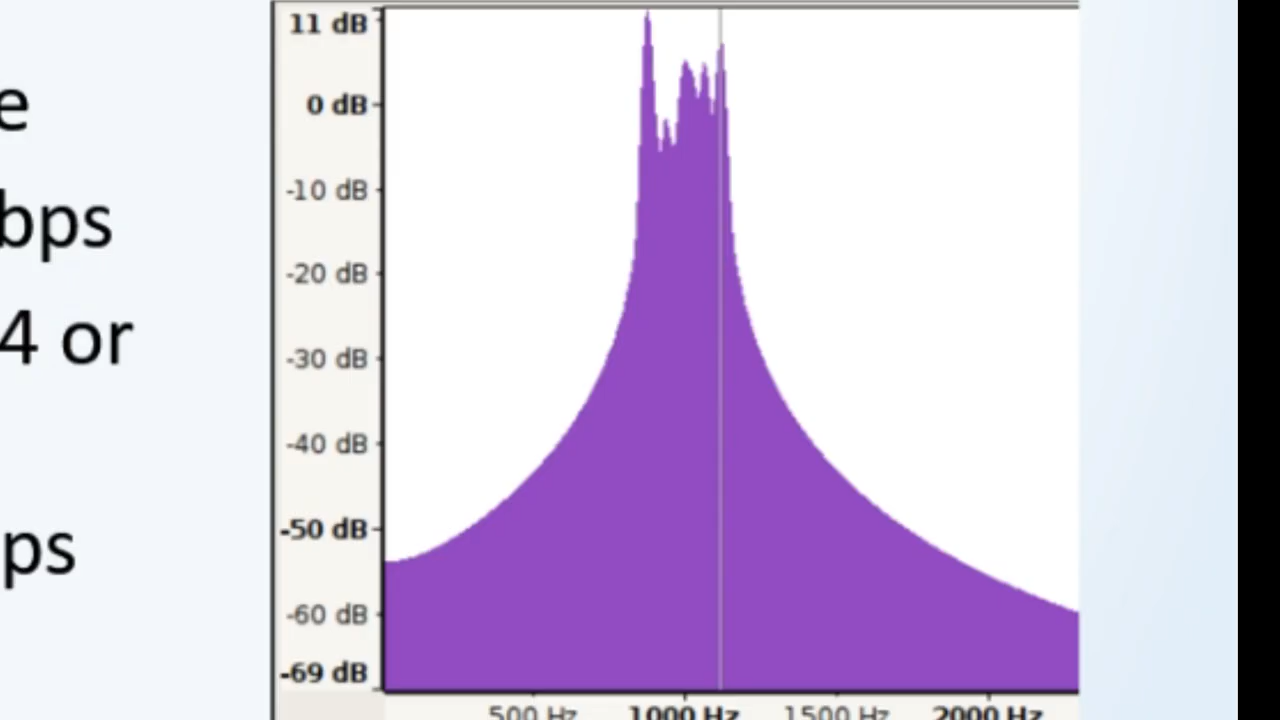 e
bps
4 or
ps
11 dB
0 dB
-10 dB
-20 dB
-30 dB
-40 dB
-50 dB
-60 dB
-69 dB
500 Hz 1000 Hz 1500 Hz 2000 Hz